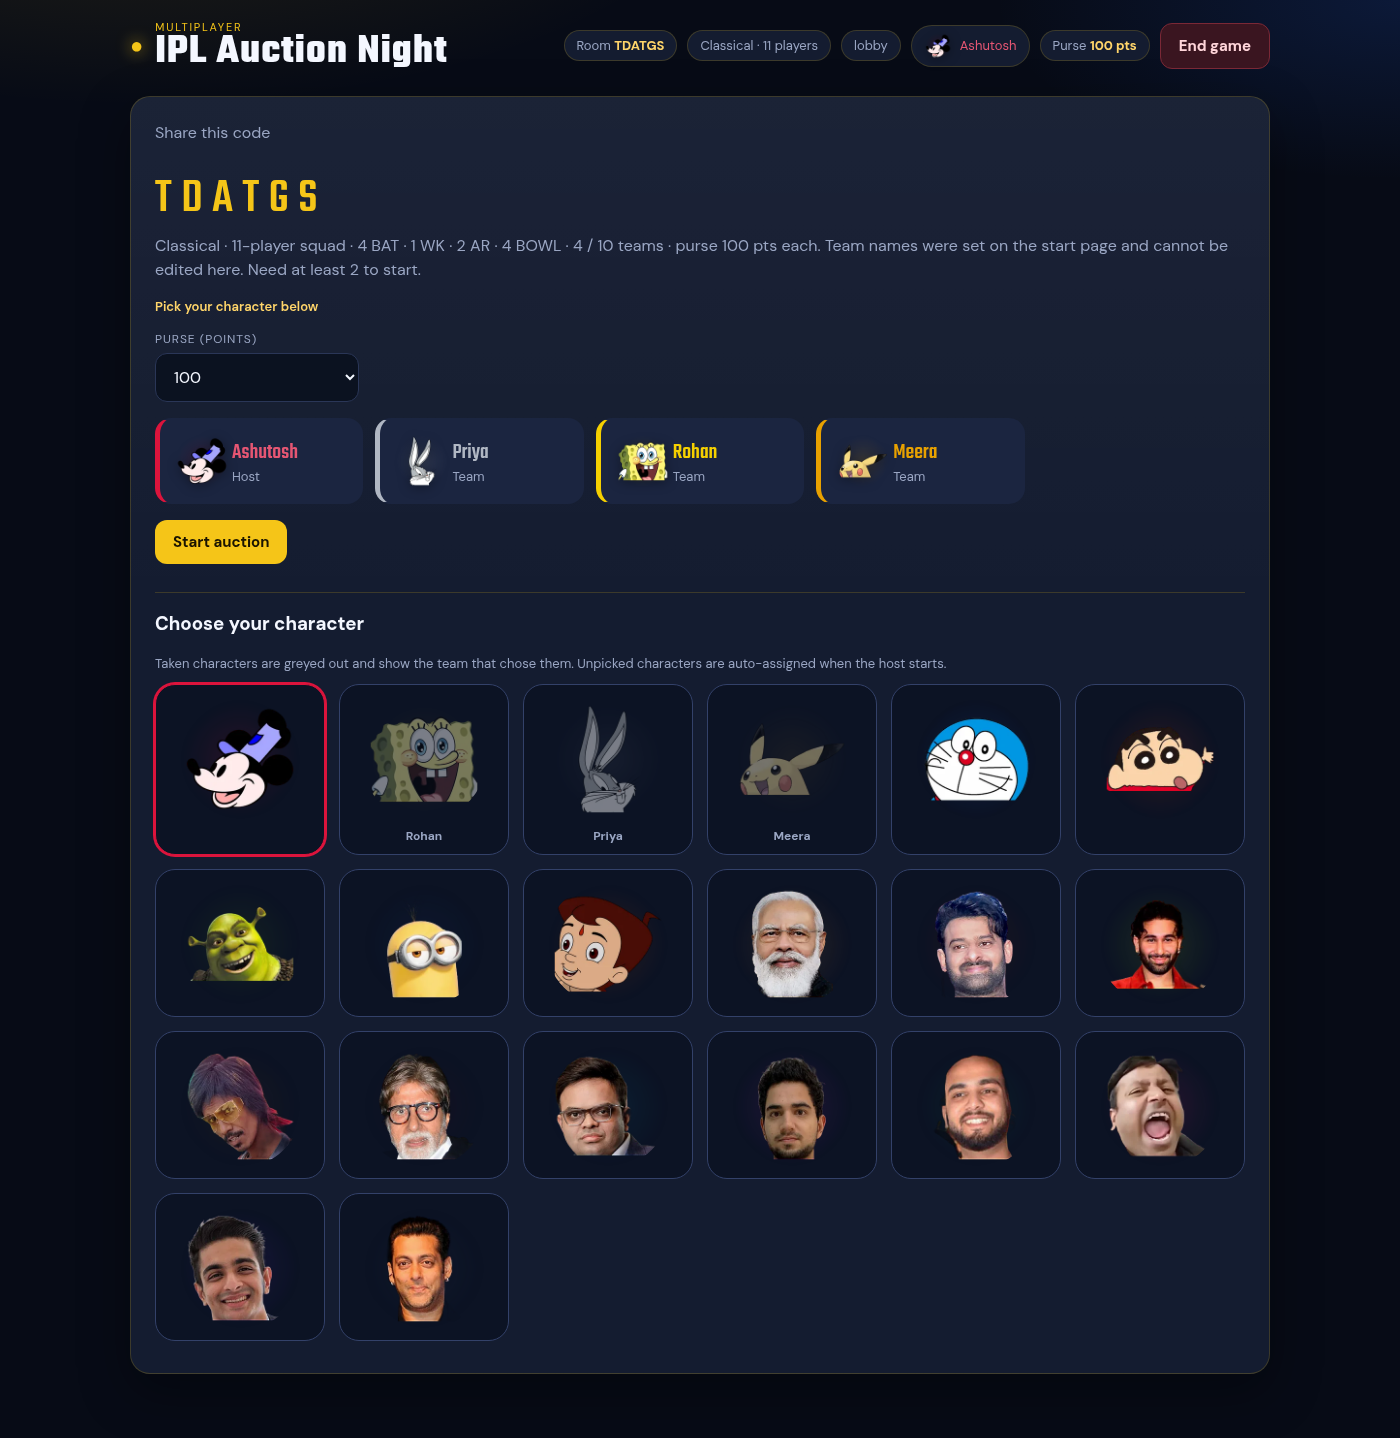 MULTIPLAYER
IPL Auction Night
Room TDATGS
Classical · 11 players
lobby
Ashutosh
Purse 100 pts
End game
Share this code
TDATGS
Classical · 11-player squad · 4 BAT · 1 WK · 2 AR · 4 BOWL · 4 / 10 teams · purse 100 pts each. Team names were set on the start page and cannot be
edited here. Need at least 2 to start.
Pick your character below
PURSE (POINTS)
100
Ashutosh
Host
Priya
Team
Rohan
Team
Meera
Team
Start auction
Choose your character
Taken characters are greyed out and show the team that chose them. Unpicked characters are auto-assigned when the host starts.
Rohan
Priya
Meera